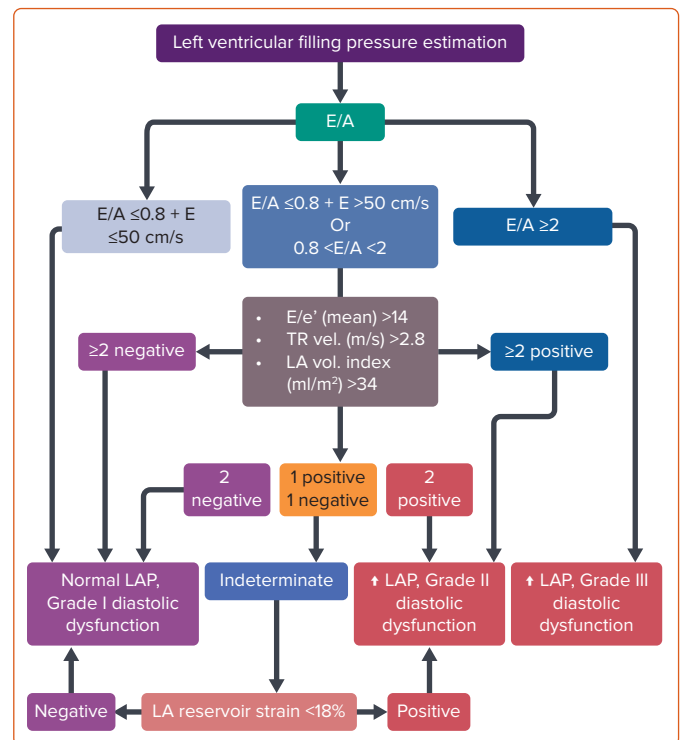 Left ventricular filling pressure estimation
E/A
E/A ≤0.8 + E
≤50 cm/s
E/A ≤0.8 + E >50 cm/s
Or
0.8 <E/A <2
E/A ≥2
≥2 negative
• E/e’ (mean) >14
• TR vel. (m/s) >2.8
• LA vol. index
(ml/m²) >34
≥2 positive
2
negative
1 positive
1 negative
2
positive
Normal LAP,
Grade I diastolic
dysfunction
Indeterminate
⬆ LAP, Grade II
diastolic
dysfunction
⬆ LAP, Grade III
diastolic
dysfunction
Negative
LA reservoir strain <18%
Positive